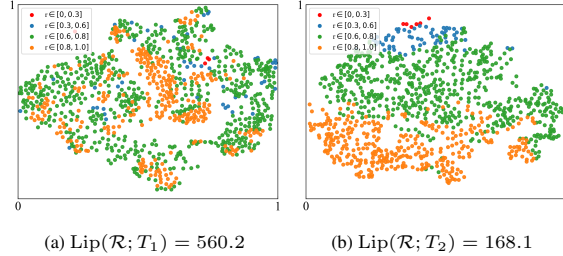 1
r ∈ [0, 0.3]
r ∈ [0.3, 0.6]
r ∈ [0.6, 0.8]
r ∈ [0.8, 1.0]
0
1
(a) Lip(ℛ; T₁) = 560.2
1
r ∈ [0, 0.3]
r ∈ [0.3, 0.6]
r ∈ [0.6, 0.8]
r ∈ [0.8, 1.0]
0
(b) Lip(ℛ; T₂) = 168.1